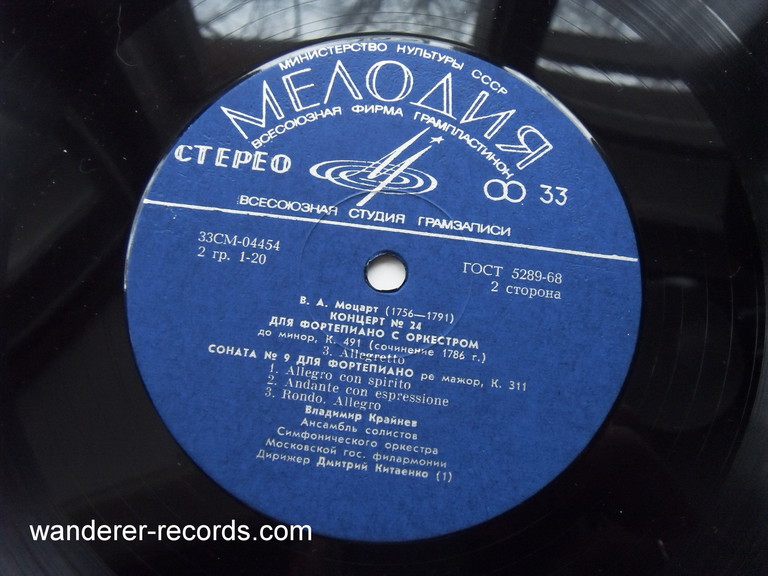 МИНИСТЕРСТВО КУЛЬТУРЫ СССР
МЕЛОДИЯ
ВСЕСОЮЗНАЯ ФИРМА ГРАМПЛАСТИНОК
СТЕРЕО
33
ВСЕСОЮЗНАЯ СТУДИЯ ГРАМЗАПИСИ
33СМ-04454
2 гр. 1-20
ГОСТ 5289-68
2 сторона
В. А. Моцарт (1756—1791)
КОНЦЕРТ № 24
ДЛЯ ФОРТЕПИАНО С ОРКЕСТРОМ
до минор, К. 491 (сочинение 1786 г.)
3. Allegretto
СОНАТА № 9 ДЛЯ ФОРТЕПИАНО ре мажор, К. 311
1. Allegro con spirito
2. Andante con espressione
3. Rondo. Allegro
Владимир Крайнев
Ансамбль солистов
Симфонического оркестра
Московской гос. филармонии
Дирижер Дмитрий Китаенко (1)
wanderer-records.com